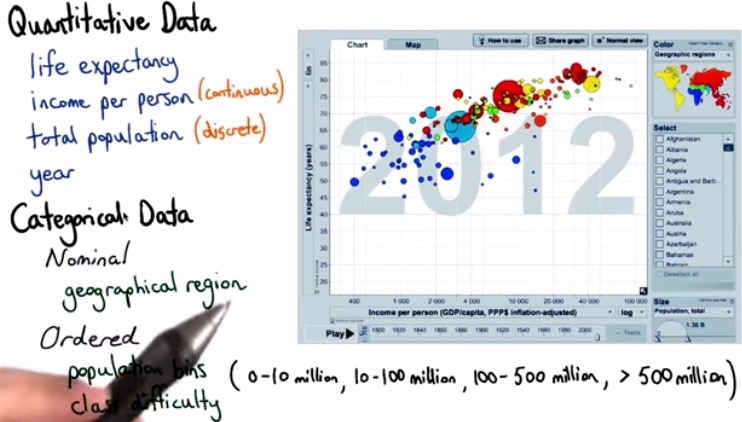 Quantitative Data
life expectancy
income per person (continuous)
total population (discrete)
year
Categorical Data
Nominal
geographical region
Ordered
population bins
class difficulty
(0-10 million, 10-100 million, 100-500 million, > 500 million)
Chart
Map
How to use
Share graph
Normal view
lin
Life expectancy (years)
85
80
75
70
65
60
55
50
45
40
35
30
25
20
2012
400
1 000
2 000
4 000
10 000
20 000
40 000
100 000
Income per person (GDP/capita, PPP$ inflation-adjusted)
log
Play
1800
1820
1840
1860
1880
1900
1920
1940
1960
1980
2000
Trails
Color
Geographic regions
Select
Afghanistan
Albania
Algeria
Angola
Antigua and Barb...
Argentina
Armenia
Aruba
Australia
Austria
Azerbaijan
Bahamas
Bahrain
Deselect all
Size
Population, total
1.36 B